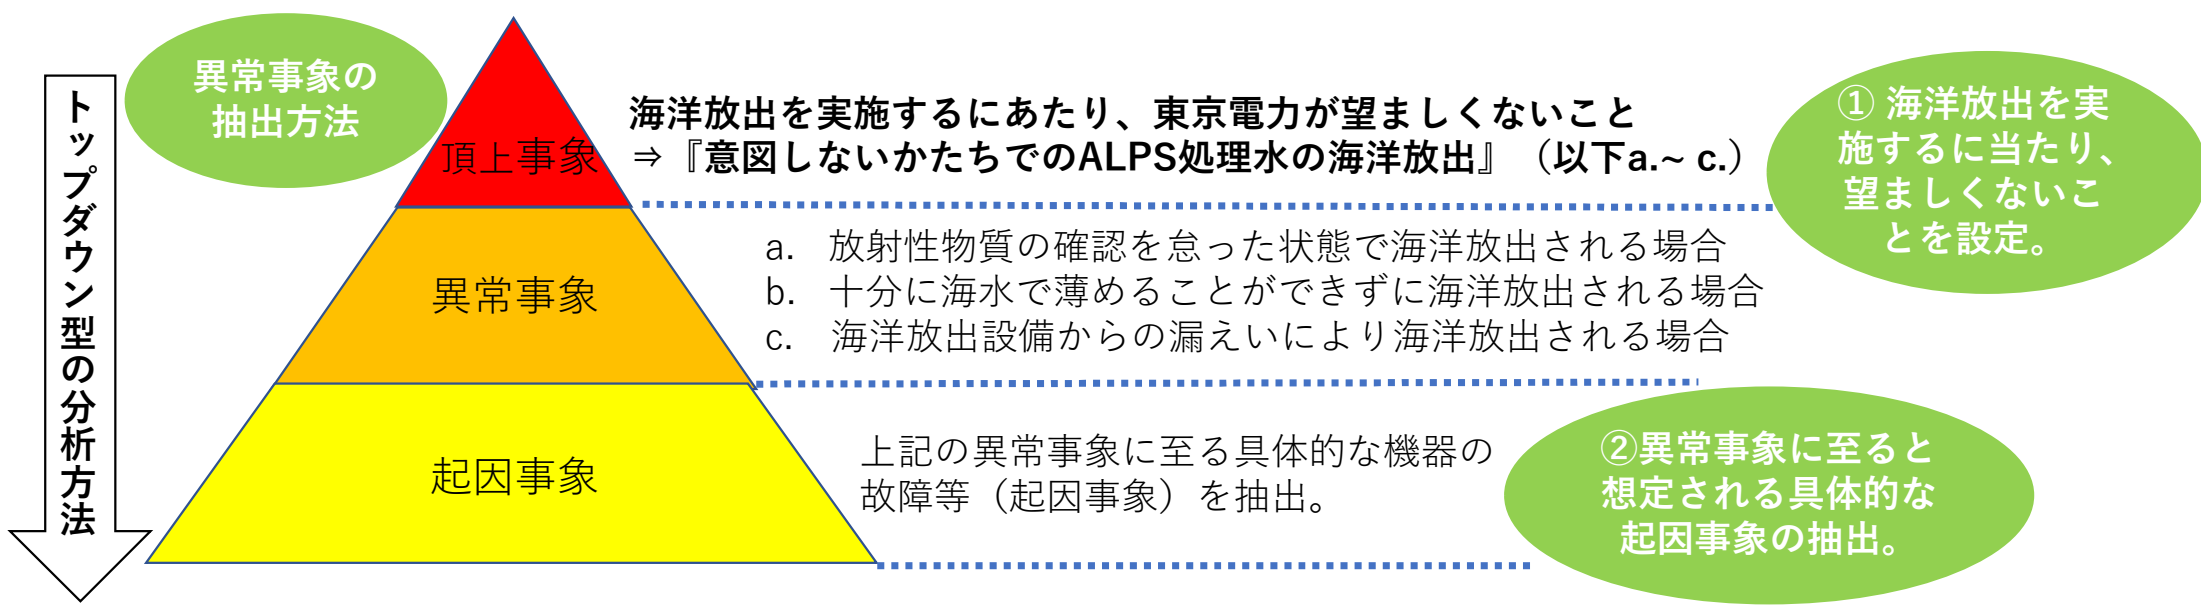 トップダウン型の分析方法
異常事象の
抽出方法
頂上事象
海洋放出を実施するにあたり、東京電力が望ましくないこと
⇒『意図しないかたちでのALPS処理水の海洋放出』（以下a.~ c.）
① 海洋放出を実
施するに当たり、
望ましくないこ
とを設定。
異常事象
a. 放射性物質の確認を怠った状態で海洋放出される場合
b. 十分に海水で薄めることができずに海洋放出される場合
c. 海洋放出設備からの漏えいにより海洋放出される場合
起因事象
上記の異常事象に至る具体的な機器の
故障等（起因事象）を抽出。
②異常事象に至ると
想定される具体的な
起因事象の抽出。